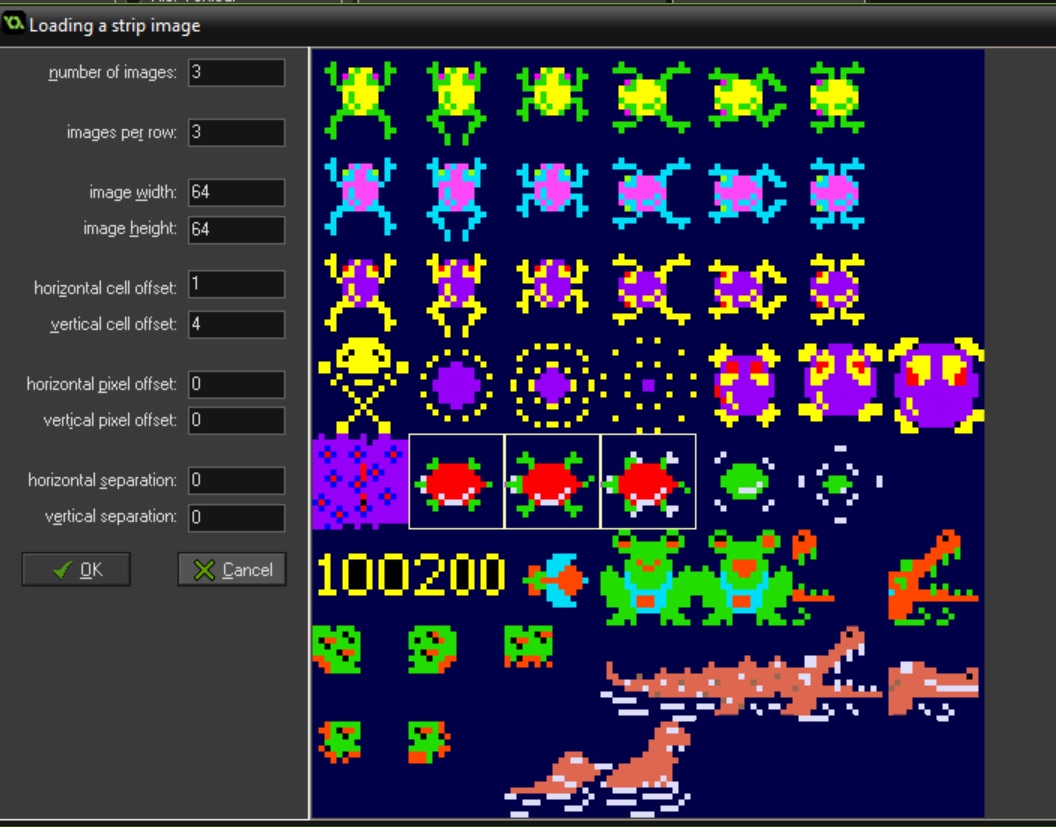 Loading a strip image
number of images: 3
images per row: 3
image width: 64
image height: 64
horizontal cell offset: 1
vertical cell offset: 4
horizontal pixel offset: 0
vertical pixel offset: 0
horizontal separation: 0
vertical separation: 0
OK Cancel
100200